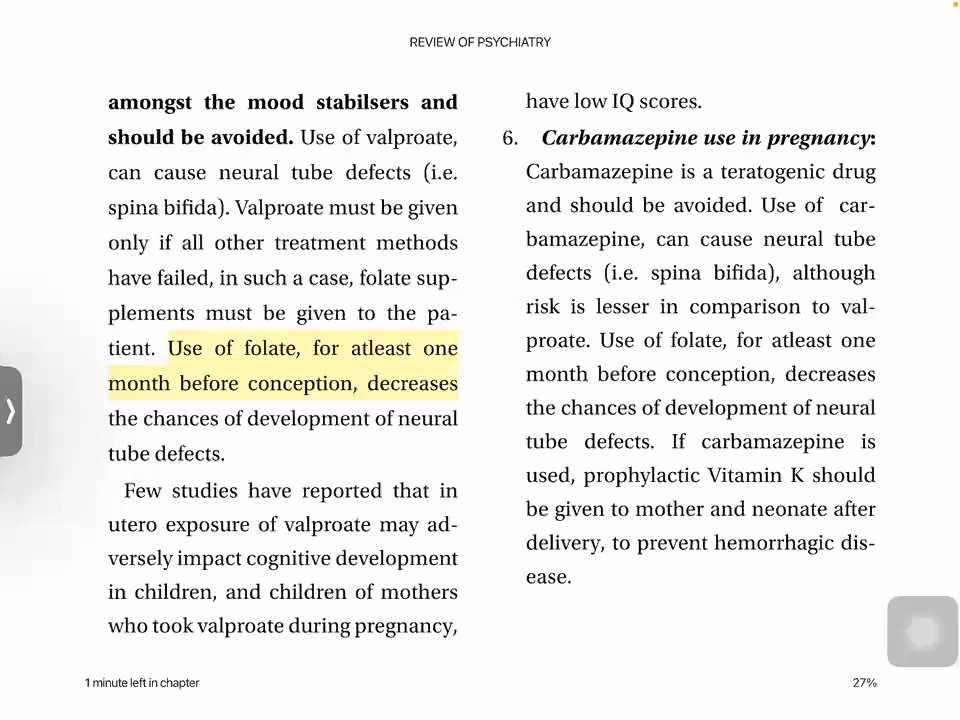 REVIEW OF PSYCHIATRY
amongst the mood stabilsers and
should be avoided. Use of valproate,
can cause neural tube defects (i.e.
spina bifida). Valproate must be given
only if all other treatment methods
have failed, in such a case, folate sup-
plements must be given to the pa-
tient. Use of folate, for atleast one
month before conception, decreases
the chances of development of neural
tube defects.
Few studies have reported that in
utero exposure of valproate may ad-
versely impact cognitive development
in children, and children of mothers
who took valproate during pregnancy,
have low IQ scores.
6. Carbamazepine use in pregnancy:
Carbamazepine is a teratogenic drug
and should be avoided. Use of car-
bamazepine, can cause neural tube
defects (i.e. spina bifida), although
risk is lesser in comparison to val-
proate. Use of folate, for atleast one
month before conception, decreases
the chances of development of neural
tube defects. If carbamazepine is
used, prophylactic Vitamin K should
be given to mother and neonate after
delivery, to prevent hemorrhagic dis-
ease.
1 minute left in chapter
27%